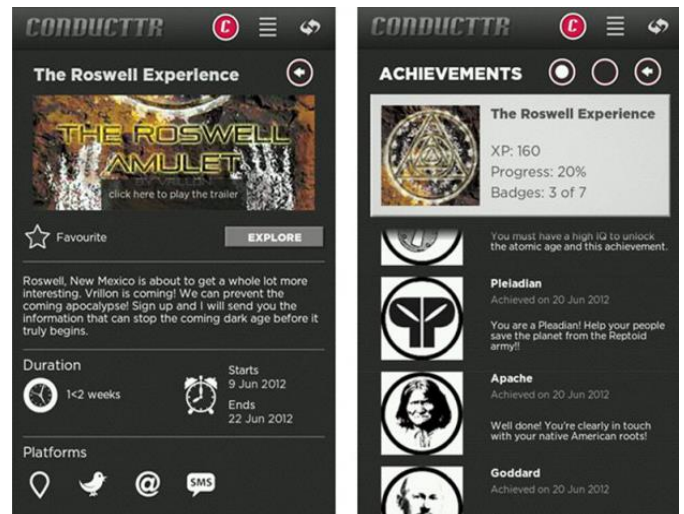 CONDUCTTR
C
The Roswell Experience
THE ROSWELL
AMULET
BY VRILLON
click here to play the trailer
Favourite
EXPLORE
Roswell, New Mexico is about to get a whole lot more
interesting. Vrillon is coming! We can prevent the
coming apocalypse! Sign up and I will send you the
information that can stop the coming dark age before it
truly begins.
Duration
1<2 weeks
Starts
9 Jun 2012
Ends
22 Jun 2012
Platforms
@
SMS
CONDUCTTR
C
ACHIEVEMENTS
The Roswell Experience
XP: 160
Progress: 20%
Badges: 3 of 7
You must have a high IQ to unlock
the atomic age and this achievement.
Pleiadian
Achieved on 20 Jun 2012
You are a Pleadian! Help your people
save the planet from the Reptoid
army!!
Apache
Achieved on 20 Jun 2012
Well done! You're clearly in touch
with your native American roots!
Goddard
Achieved on 20 Jun 2012